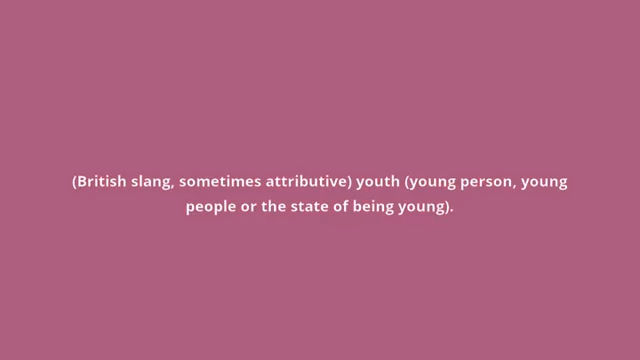 (British slang, sometimes attributive) youth (young person, young
people or the state of being young).